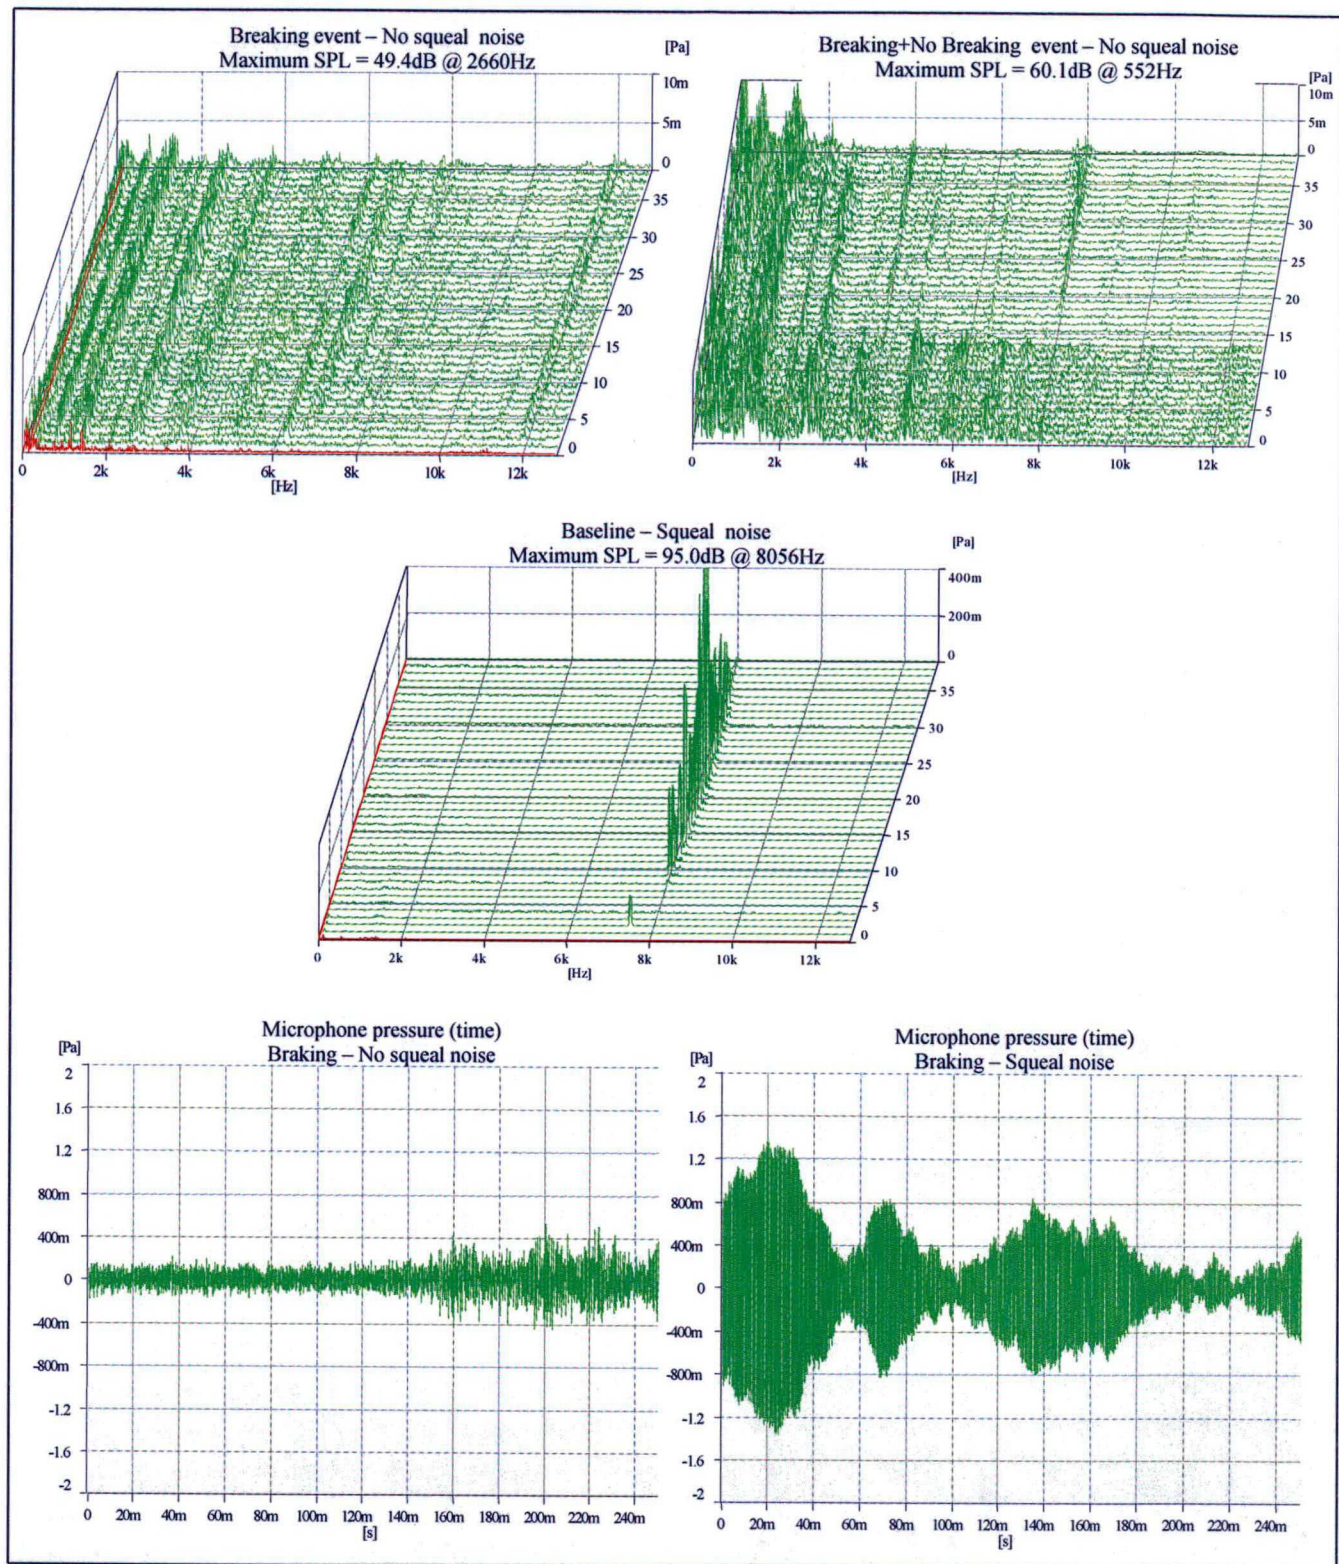 Breaking event – No squeal noise
Maximum SPL = 49.4dB @ 2660Hz
[Pa]
10m
5m
0
35
30
25
20
15
10
5
0
0 2k 4k 6k 8k 10k 12k
[Hz]
Breaking+No Breaking event – No squeal noise
Maximum SPL = 60.1dB @ 552Hz
[Pa]
10m
5m
0
35
30
25
20
15
10
5
0
0 2k 4k 6k 8k 10k 12k
[Hz]
Baseline – Squeal noise
Maximum SPL = 95.0dB @ 8056Hz
[Pa]
400m
200m
0
35
30
25
20
15
10
5
0
0 2k 4k 6k 8k 10k 12k
[Hz]
Microphone pressure (time)
Braking – No squeal noise
[Pa]
2
1.6
1.2
800m
400m
0
-400m
-800m
-1.2
-1.6
-2
0 20m 40m 60m 80m 100m 120m 140m 160m 180m 200m 220m 240m
[s]
Microphone pressure (time)
Braking – Squeal noise
[Pa]
2
1.6
1.2
800m
400m
0
-400m
-800m
-1.2
-1.6
-2
0 20m 40m 60m 80m 100m 120m 140m 160m 180m 200m 220m 240m
[s]